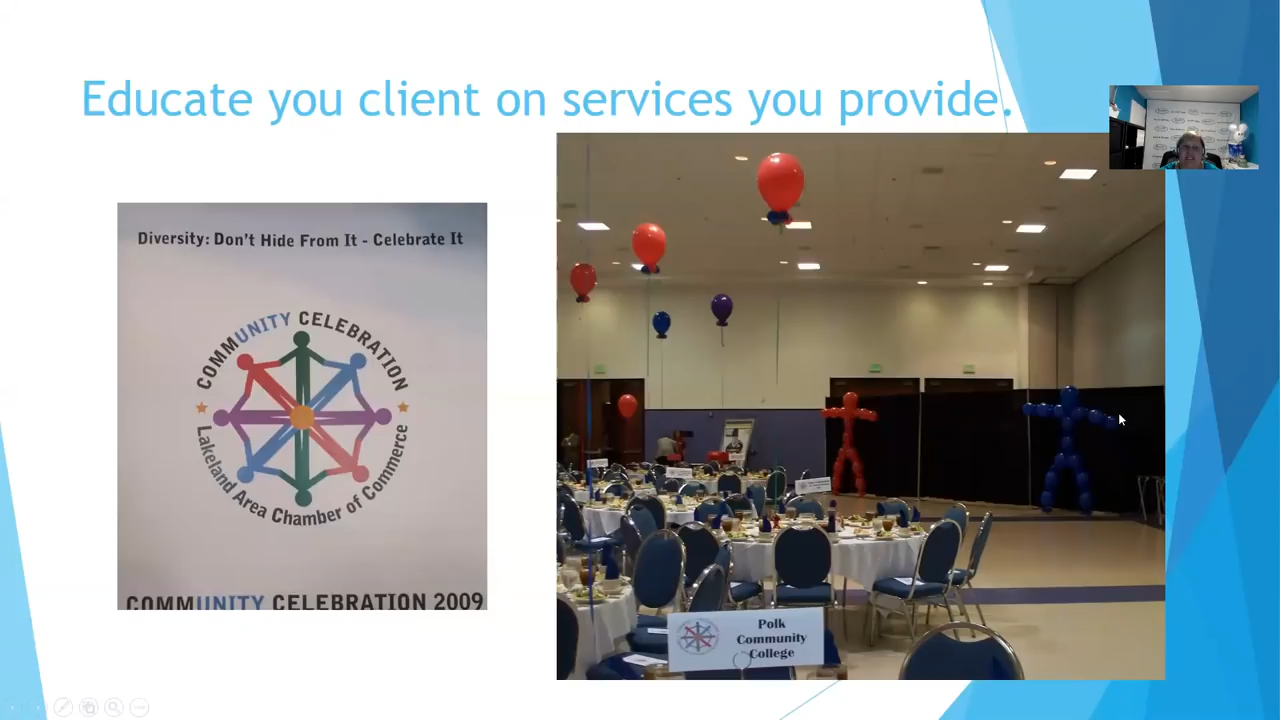 Educate you client on services you provide.
Diversity: Don't Hide From It - Celebrate It
COMMUNITY CELEBRATION
Lakeland Area Chamber of Commerce
COMMUNITY CELEBRATION 2009
Polk
Community
College